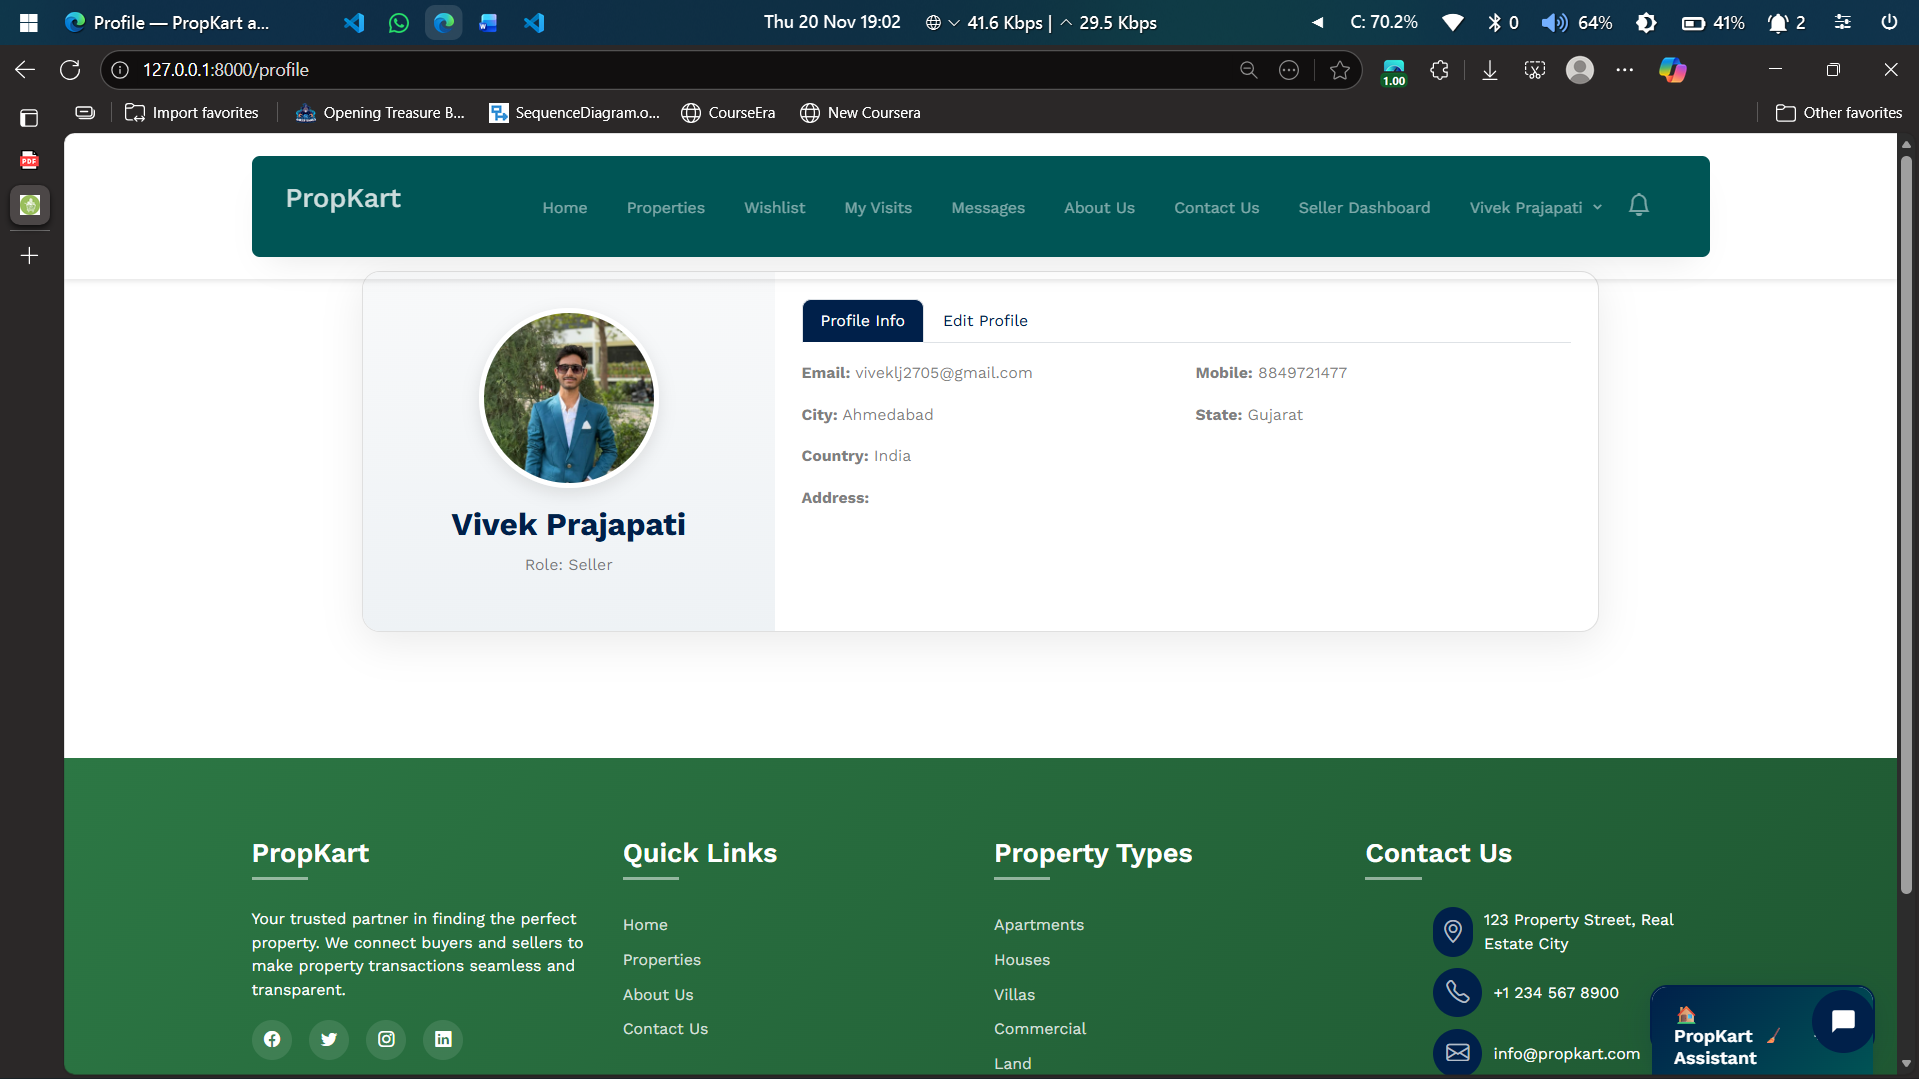 Profile — PropKart a...
Thu 20 Nov 19:02
41.6 Kbps | 29.5 Kbps
C: 70.2%
0
64%
41%
2
127.0.0.1:8000/profile
1.00
Import favorites
Opening Treasure B...
SequenceDiagram.o...
CourseEra
New Coursera
Other favorites
PDF
PropKart
Home
Properties
Wishlist
My Visits
Messages
About Us
Contact Us
Seller Dashboard
Vivek Prajapati
Profile Info
Edit Profile
Email: viveklj2705@gmail.com
Mobile: 8849721477
City: Ahmedabad
State: Gujarat
Country: India
Address:
Vivek Prajapati
Role: Seller
PropKart
Your trusted partner in finding the perfect
property. We connect buyers and sellers to
make property transactions seamless and
transparent.
Quick Links
Home
Properties
About Us
Contact Us
Property Types
Apartments
Houses
Villas
Commercial
Land
Contact Us
123 Property Street, Real
Estate City
+1 234 567 8900
info@propkart.com
PropKart
Assistant